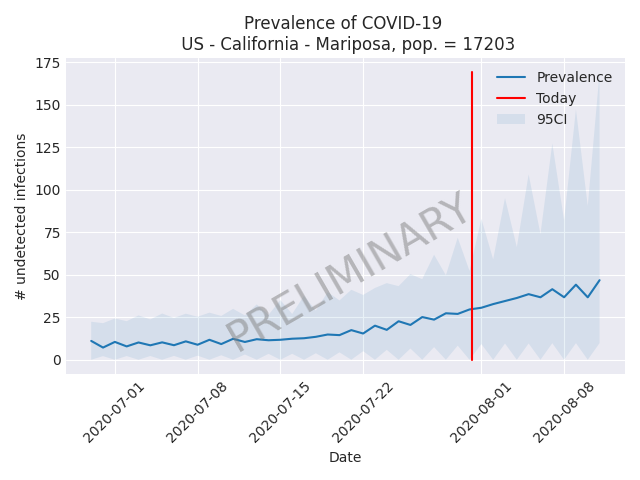 Prevalence of COVID-19
US - California - Mariposa, pop. = 17203
175
150
125
100
75
50
25
0
# undetected infections
Prevalence
Today
95CI
PRELIMINARY
2020-07-01
2020-07-08
2020-07-15
2020-07-22
2020-08-01
2020-08-08
Date